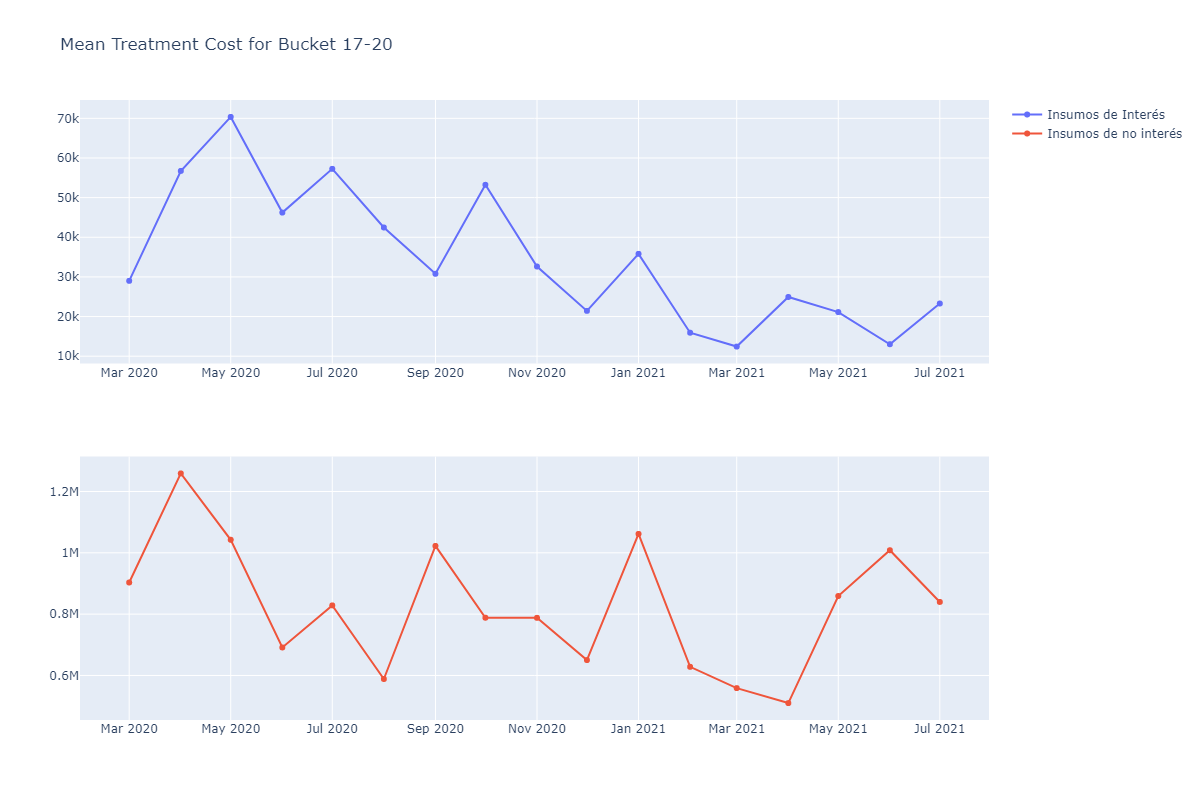 Mean Treatment Cost for Bucket 17-20
Insumos de Interés
Insumos de no interés
70k
60k
50k
40k
30k
20k
10k
Mar 2020 May 2020 Jul 2020 Sep 2020 Nov 2020 Jan 2021 Mar 2021 May 2021 Jul 2021
1.2M
1M
0.8M
0.6M
Mar 2020 May 2020 Jul 2020 Sep 2020 Nov 2020 Jan 2021 Mar 2021 May 2021 Jul 2021